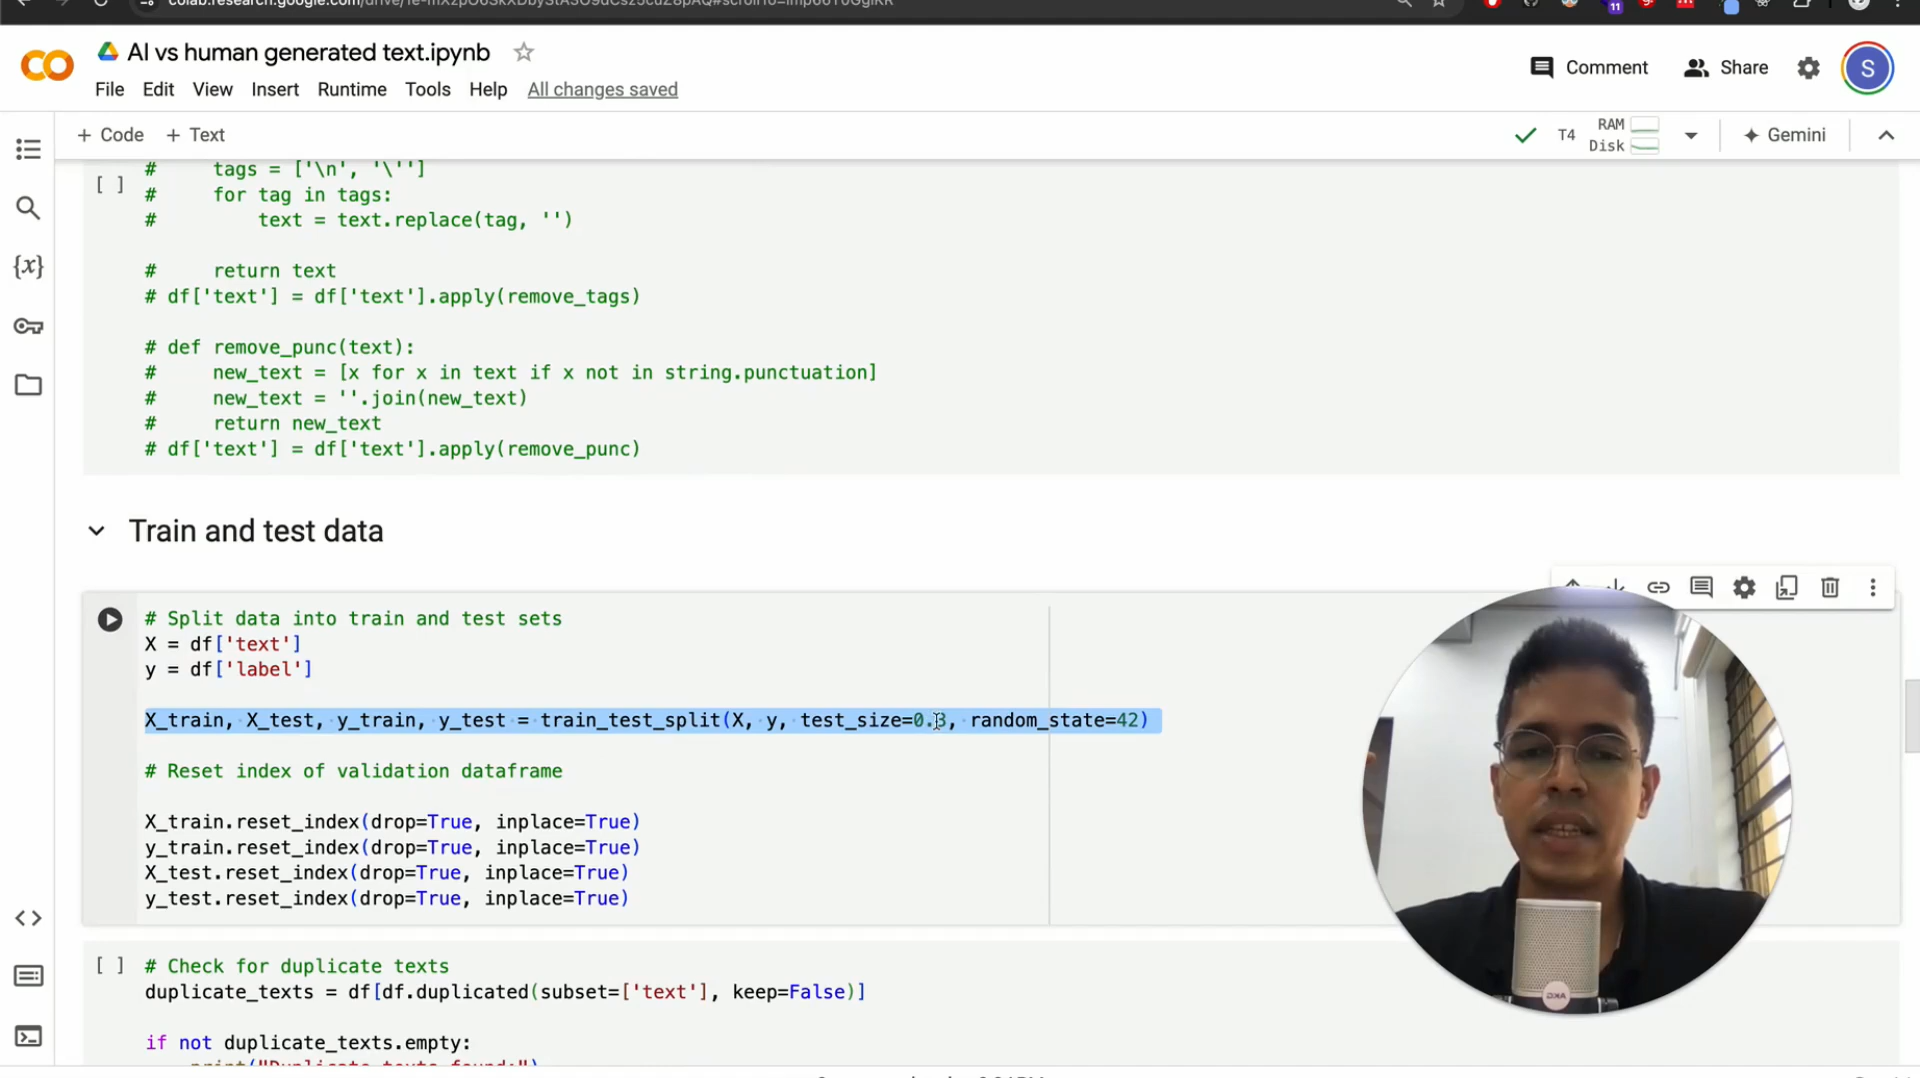 AI vs human generated text.ipynb
Comment
Share
S
File Edit View Insert Runtime Tools Help All changes saved
+ Code + Text
T4
RAM
Disk
Gemini
# tags = ['\n', '\'']
[ ]
# for tag in tags:
# text = text.replace(tag, '')
# return text
# df['text'] = df['text'].apply(remove_tags)
# def remove_punc(text):
# new_text = [x for x in text if x not in string.punctuation]
# new_text = ''.join(new_text)
# return new_text
# df['text'] = df['text'].apply(remove_punc)
Train and test data
# Split data into train and test sets
X = df['text']
y = df['label']
X_train, X_test, y_train, y_test = train_test_split(X, y, test_size=0.3, random_state=42)
# Reset index of validation dataframe
X_train.reset_index(drop=True, inplace=True)
y_train.reset_index(drop=True, inplace=True)
X_test.reset_index(drop=True, inplace=True)
y_test.reset_index(drop=True, inplace=True)
[ ] # Check for duplicate texts
duplicate_texts = df[df.duplicated(subset=['text'], keep=False)]
if not duplicate_texts.empty:
print("Duplicate texts found:")